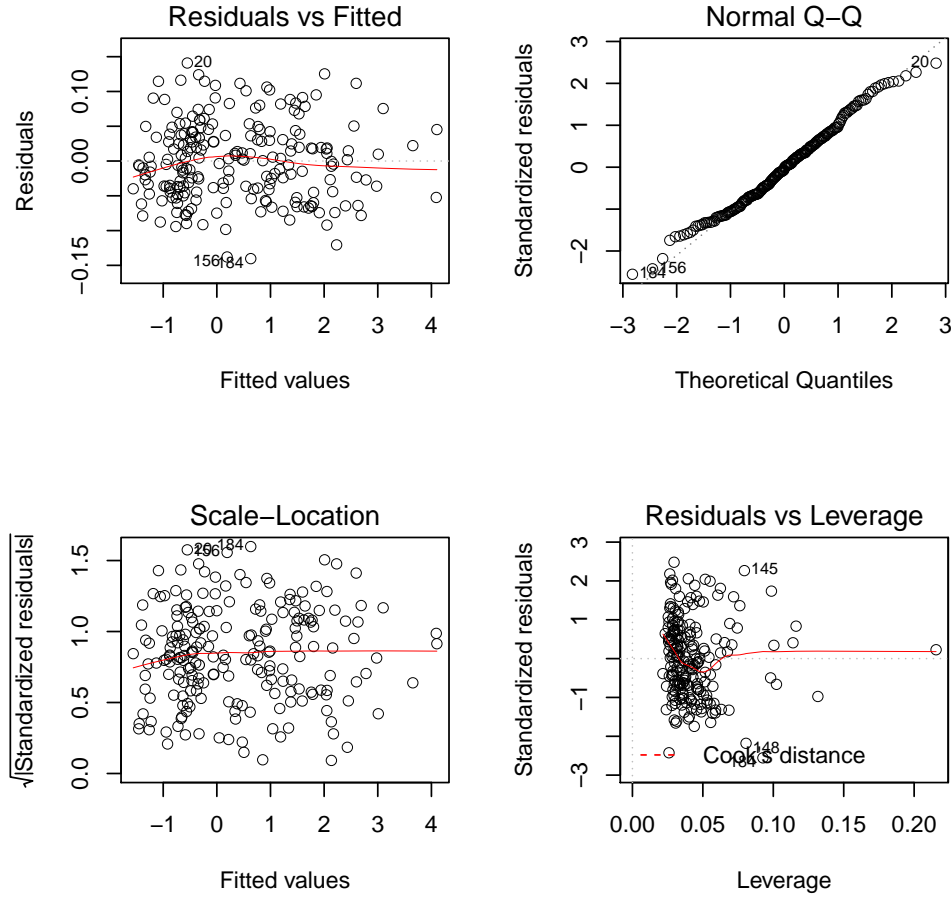 Residuals vs Fitted
Residuals
−0.15 0.00 0.10
−1 0 1 2 3 4
Fitted values
20
156
184
Normal Q−Q
Standardized residuals
−2 0 1 2 3
−3 −2 −1 0 1 2 3
Theoretical Quantiles
20
184
156
Scale−Location
√|Standardized residuals|
0.0 0.5 1.0 1.5
−1 0 1 2 3 4
Fitted values
20
156
184
Residuals vs Leverage
Standardized residuals
−3 −1 1 2 3
0.00 0.05 0.10 0.15 0.20
Leverage
145
148
184
Cook's distance